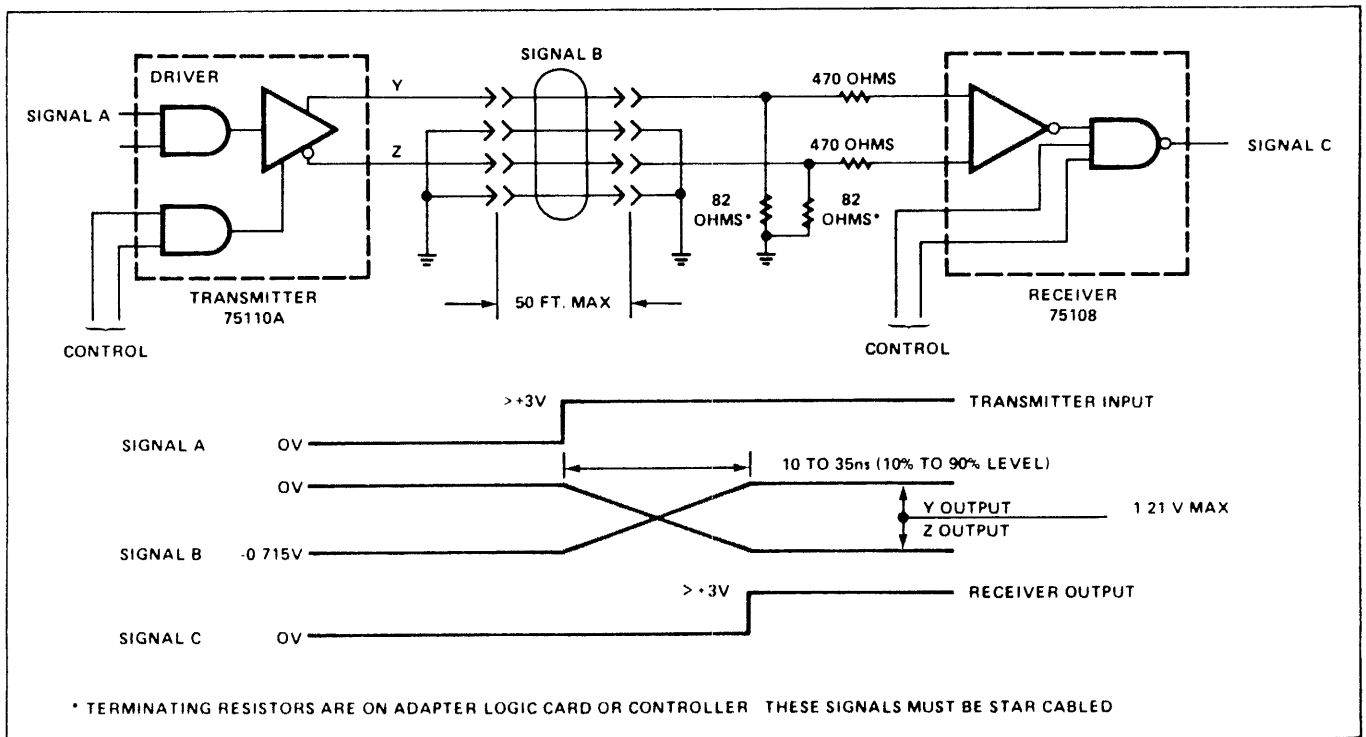 DRIVER
SIGNAL A
Y
Z
TRANSMITTER
75110A
CONTROL
SIGNAL B
50 FT. MAX
470 OHMS
470 OHMS
82
OHMS*
82
OHMS*
SIGNAL C
RECEIVER
75108
CONTROL
>+3V
TRANSMITTER INPUT
SIGNAL A 0V
10 TO 35ns (10% TO 90% LEVEL)
0V
Y OUTPUT
Z OUTPUT
1 21 V MAX
SIGNAL B -0 715V
> +3V
RECEIVER OUTPUT
SIGNAL C 0V
* TERMINATING RESISTORS ARE ON ADAPTER LOGIC CARD OR CONTROLLER THESE SIGNALS MUST BE STAR CABLED